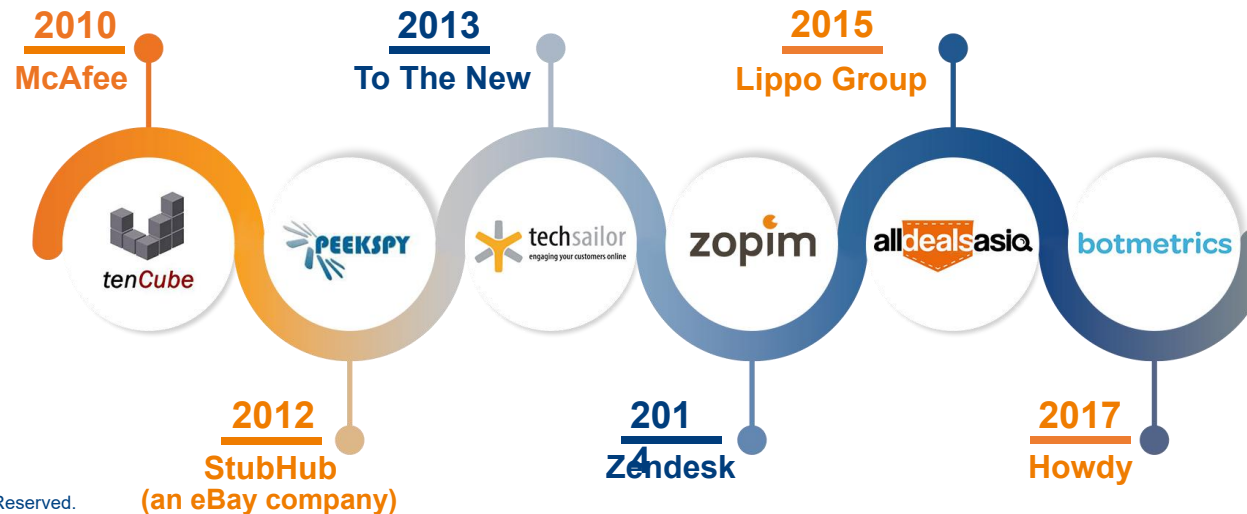 2010
McAfee
2013
To The New
2015
Lippo Group
tenCube
PEEKSPY
techsailor
engaging your customers online
zopim
alldealsasia
botmetrics
2012
StubHub
(an eBay company)
201
4
Zendesk
2017
Howdy
Reserved.